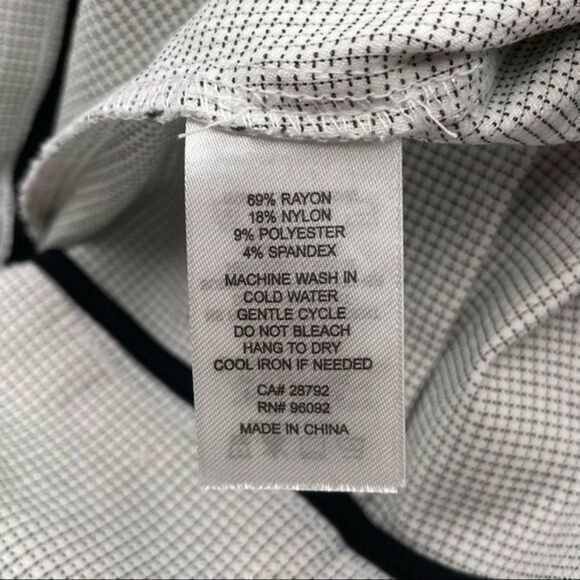 69% RAYON
18% NYLON
9% POLYESTER
4% SPANDEX
MACHINE WASH IN
COLD WATER
GENTLE CYCLE
DO NOT BLEACH
HANG TO DRY
COOL IRON IF NEEDED
CA# 28792
RN# 96092
MADE IN CHINA